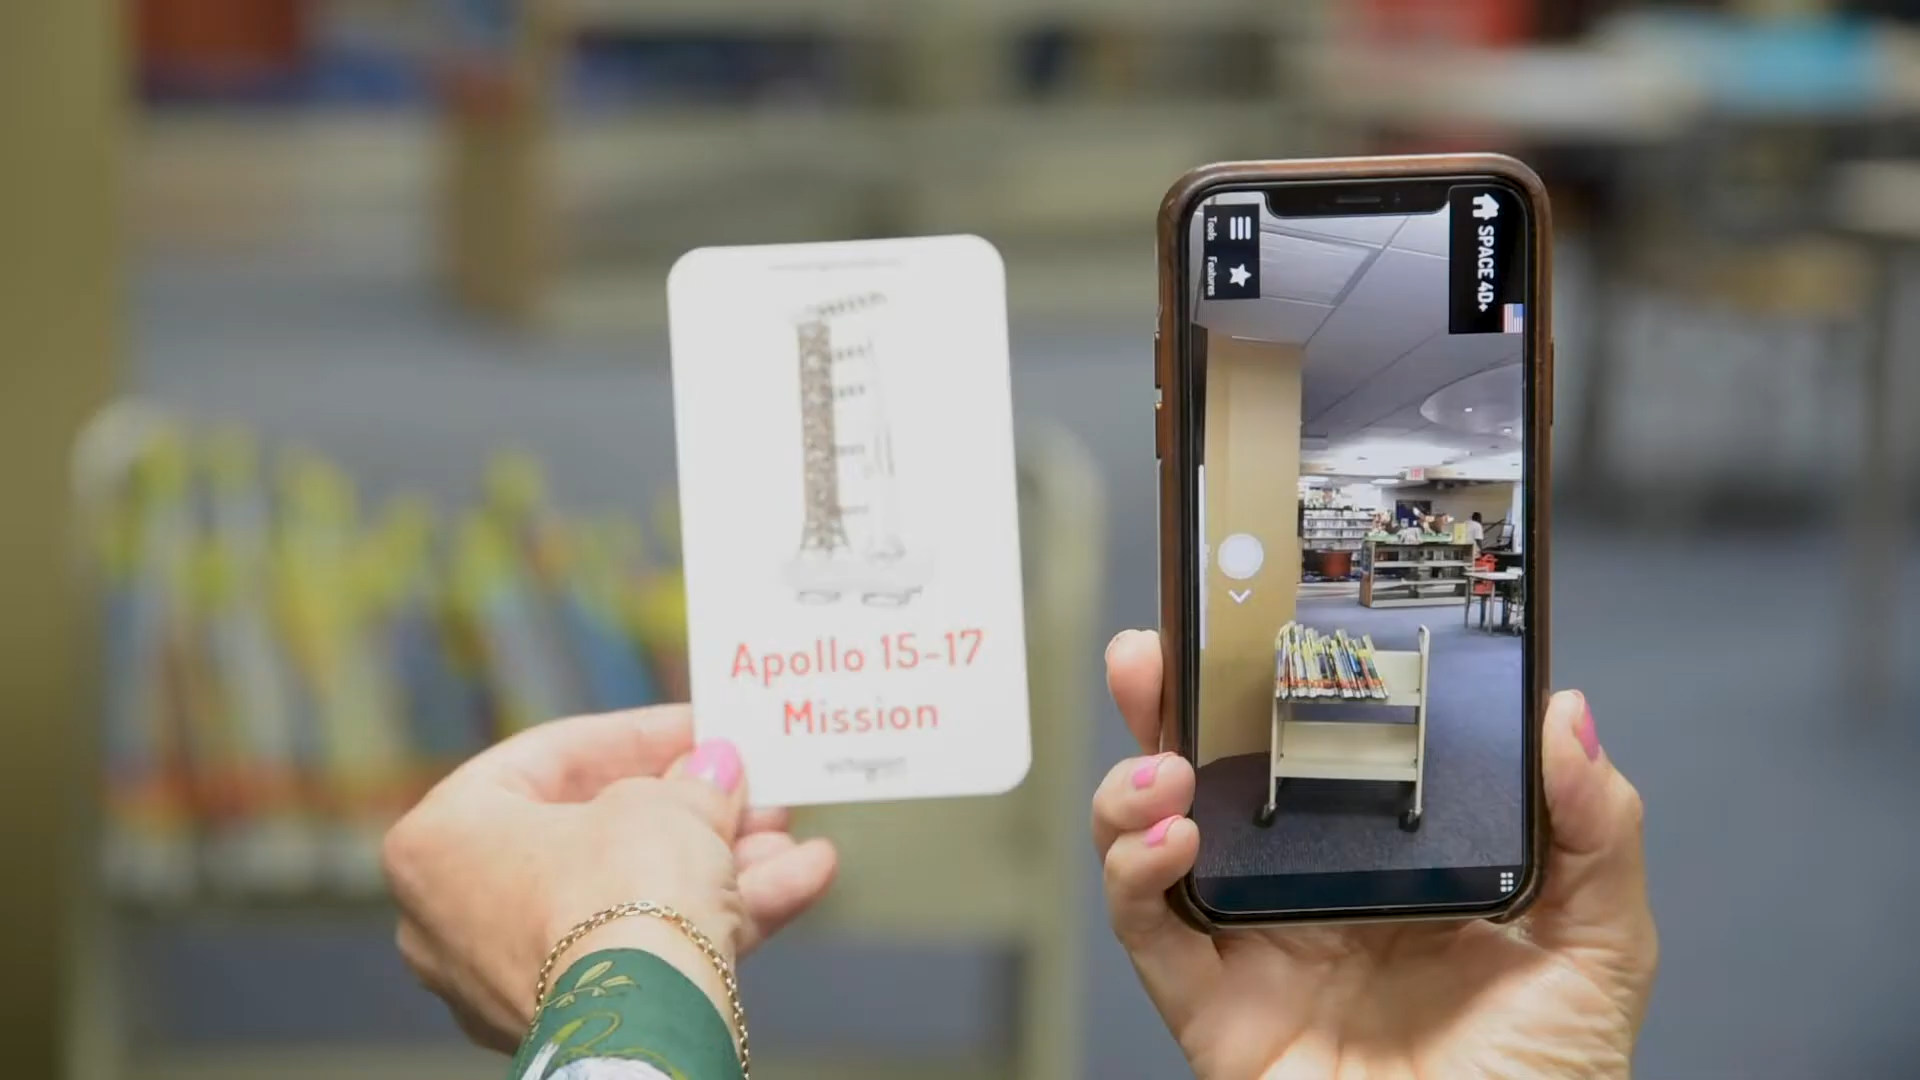 Apollo 15-17
Mission
SPACE 4D+
Tools
Features